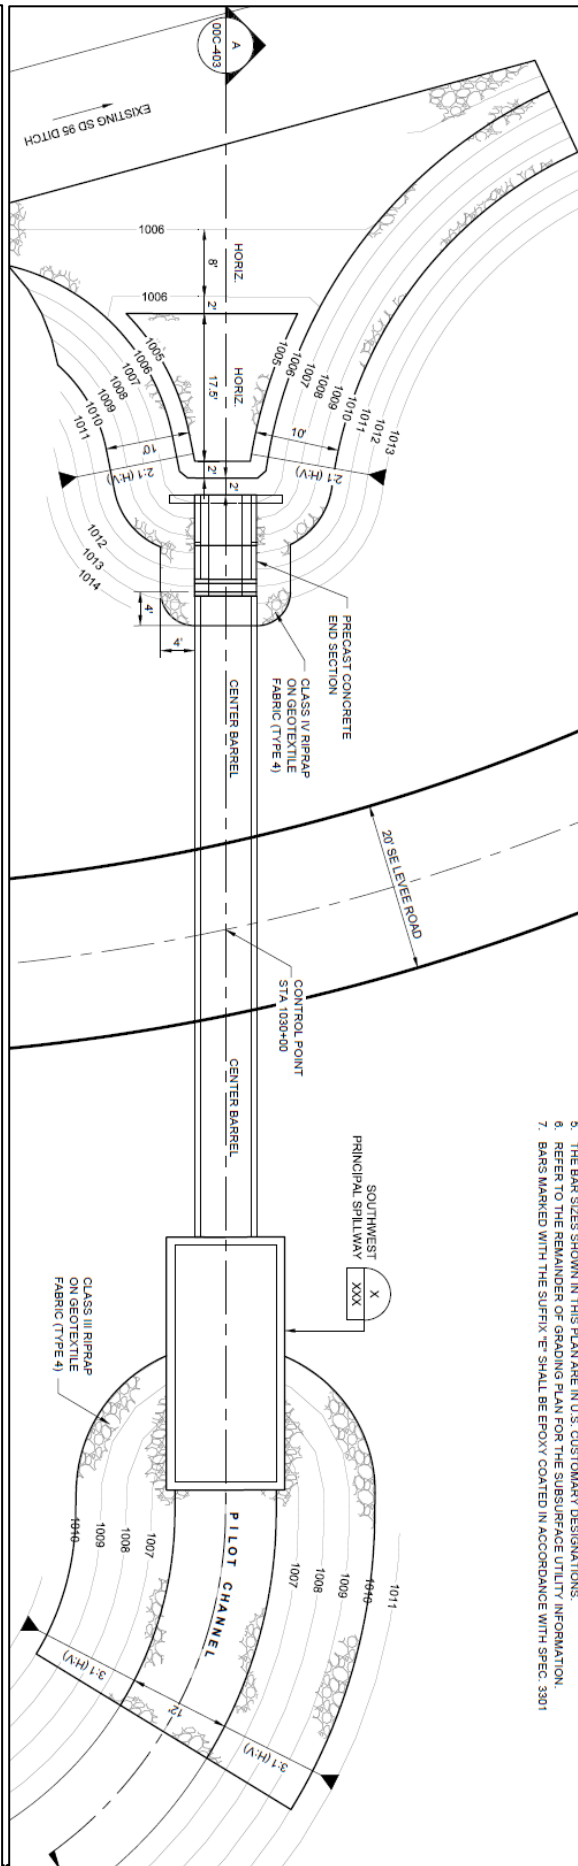 5. THE BAR SIZES SHOWN IN THIS PLAN ARE IN U.S. CUSTOMARY DESIGNATIONS.
6. REFER TO THE REMAINDER OF GRADING PLAN FOR THE SUBSURFACE UTILITY INFORMATION.
7. BARS MARKED WITH THE SUFFIX "E" SHALL BE EPOXY COATED IN ACCORDANCE WITH SPEC. 3301
A
00C-403
EXISTING SD 95 DITCH
1006
HORIZ.
8'
1006
2'
HORIZ.
17.5'
2'
2'
1005
1006
1007
1008
1009
1010
1011
1005
1006
1007
1008
1009
1010
1011
1012
1013
10'
2:1 (H:V)
10'
2:1 (H:V)
1012
1013
1014
4'
4'
PRECAST CONCRETE
END SECTION
CLASS IV RIPRAP
ON GEOTEXTILE
FABRIC (TYPE 4)
CENTER BARREL
20' SE LEVEE ROAD
CONTROL POINT
STA 1030+00
CENTER BARREL
SOUTHWEST
PRINCIPAL SPILLWAY
X
XXX
CLASS III RIPRAP
ON GEOTEXTILE
FABRIC (TYPE 4)
PILOT CHANNEL
1010
1009
1008
1007
1007
1008
1009
1010
1011
3:1 (H:V)
12'
3:1 (H:V)